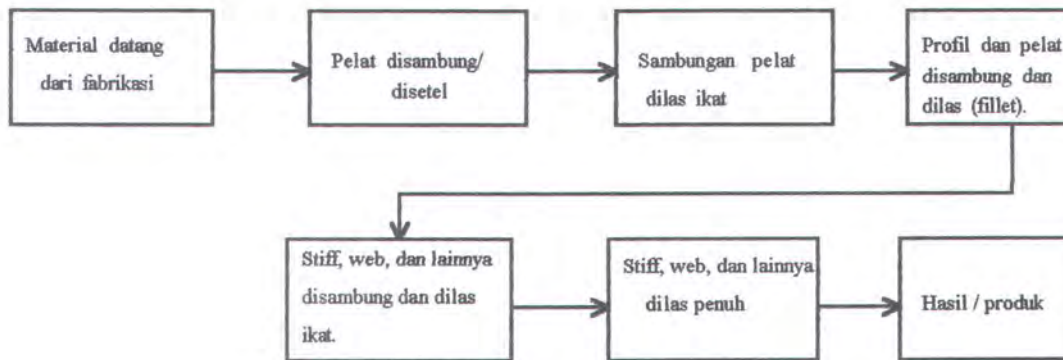 Material datang
dari fabrikasi
Pelat disambung/
disetel
Sambungan pelat
dilas ikat
Profil dan pelat
disambung dan
dilas (fillet).
Stiff, web, dan lainnya
disambung dan dilas
ikat.
Stiff, web, dan lainnya
dilas penuh
Hasil / produk